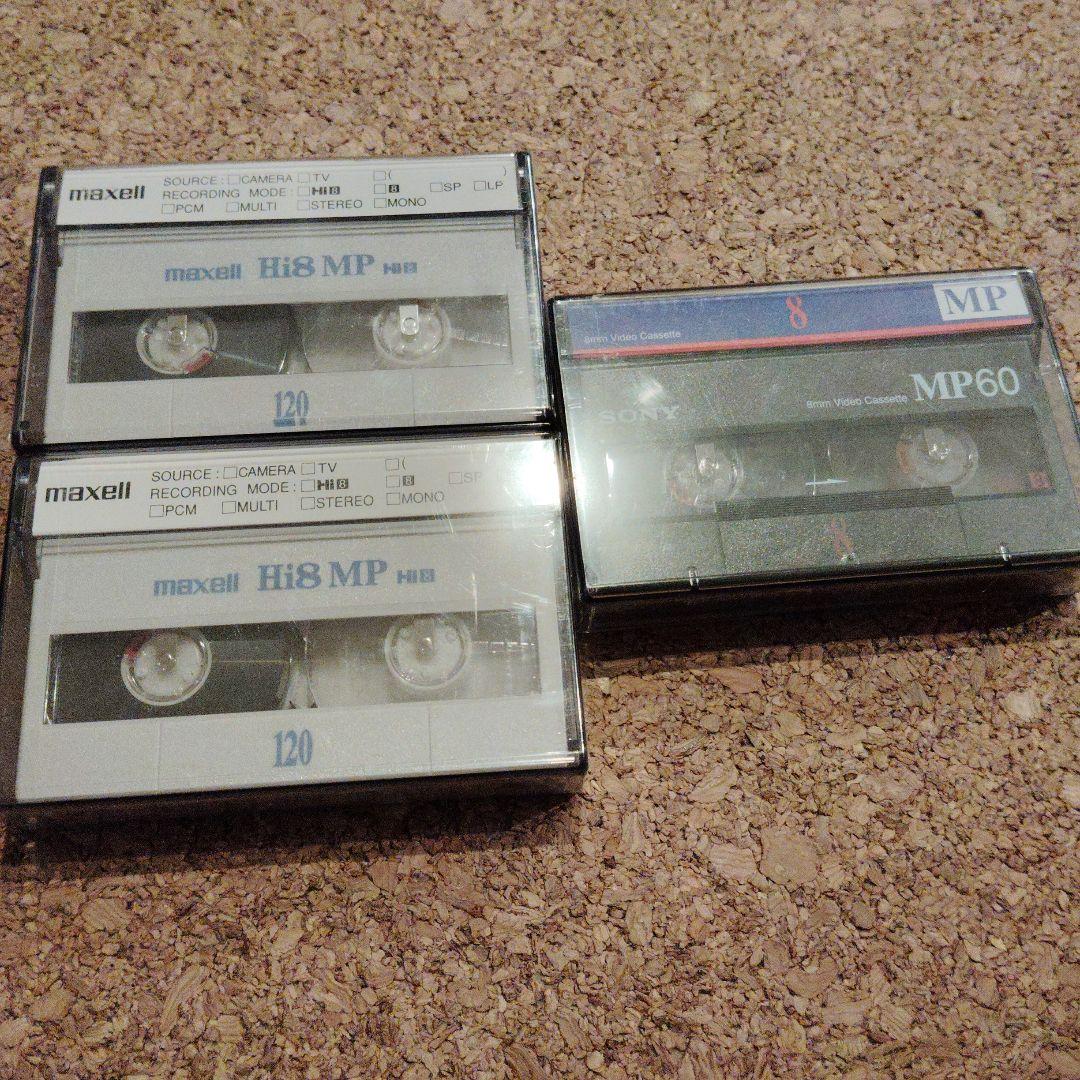 maxell
SOURCE : □CAMERA □TV □( )
RECORDING MODE : □Hi8 □8 □SP □LP
□PCM □MULTI □STEREO □MONO
maxell Hi8 MP Hi8
120
maxell
SOURCE : □CAMERA □TV □(
RECORDING MODE : □Hi8 □8 □SP
□PCM □MULTI □STEREO □MONO
maxell Hi8 MP Hi8
120
8 MP
8mm Video Cassette
SONY 8mm Video Cassette MP60
8
8